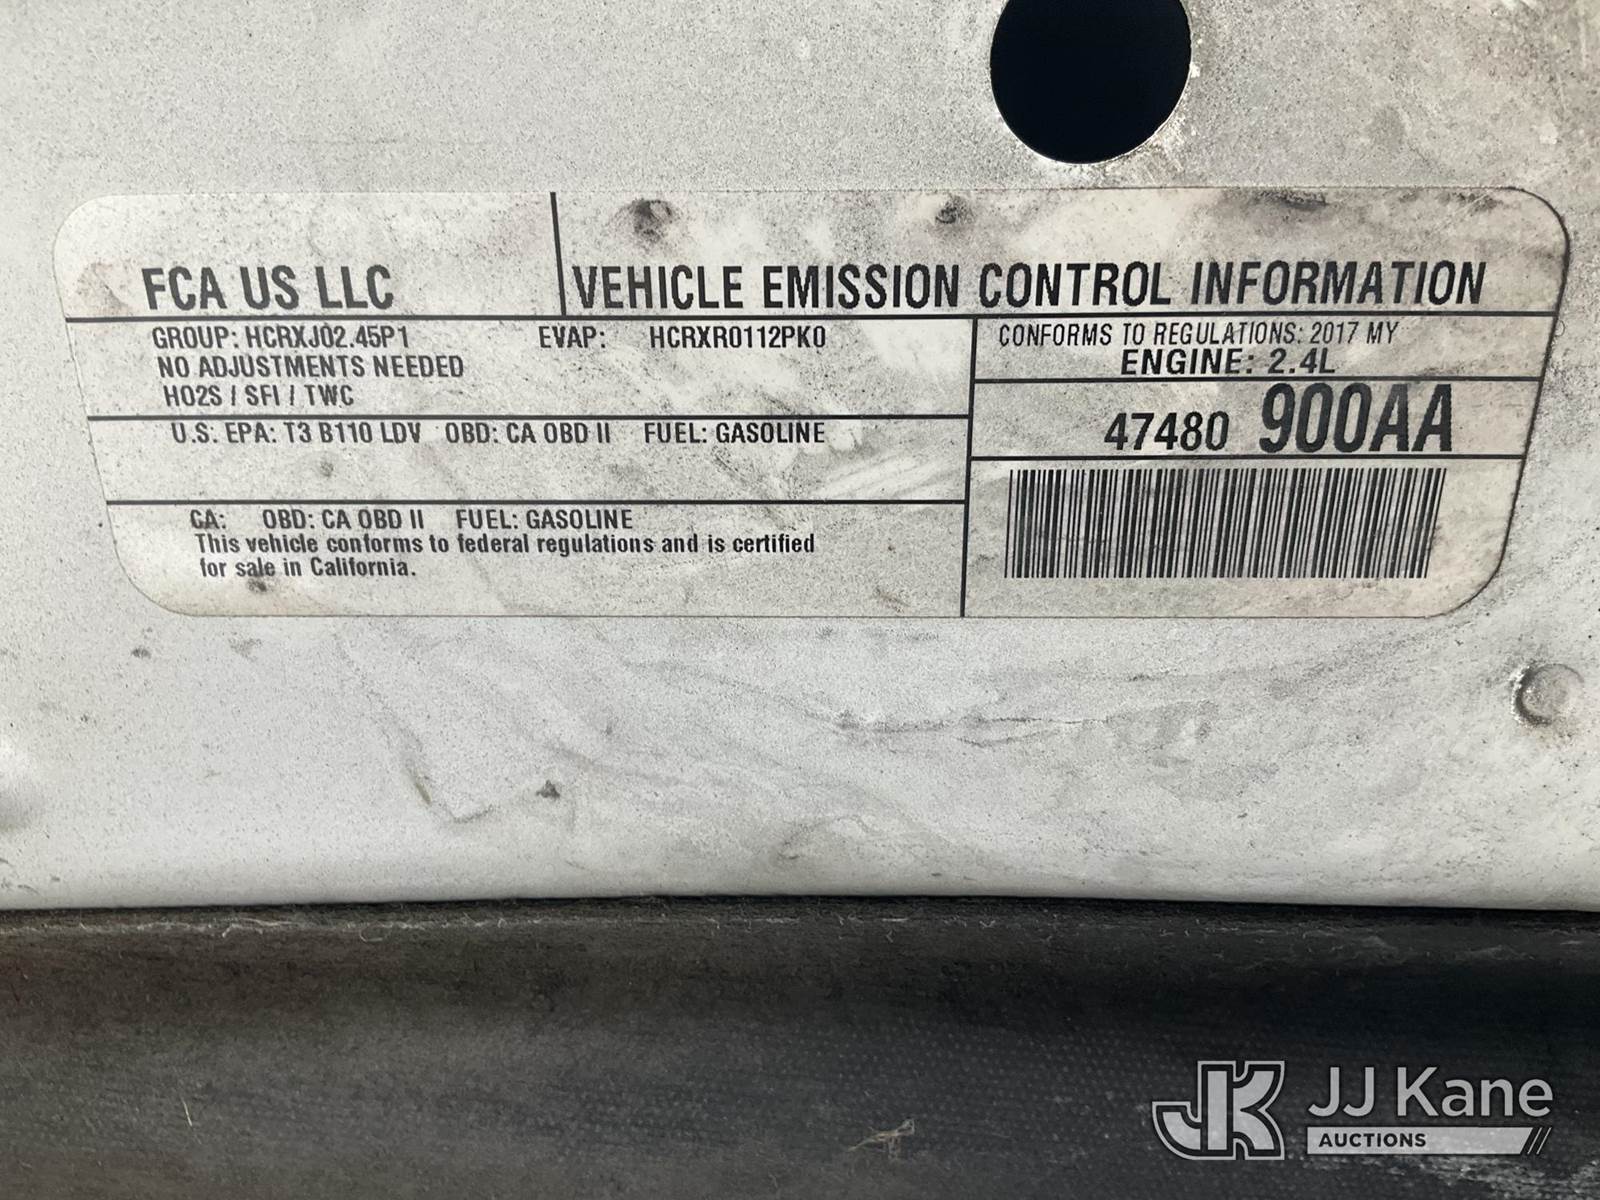 FCA US LLC VEHICLE EMISSION CONTROL INFORMATION
GROUP: HCRXJ02.45P1 EVAP: HCRXR0112PK0
NO ADJUSTMENTS NEEDED
HO2S / SFI / TWC
CONFORMS TO REGULATIONS: 2017 MY
ENGINE: 2.4L
U.S. EPA: T3 B110 LDV OBD: CA OBD II FUEL: GASOLINE
47480 900AA
CA: OBD: CA OBD II FUEL: GASOLINE
This vehicle conforms to federal regulations and is certified
for sale in California.
JK JJ Kane
AUCTIONS